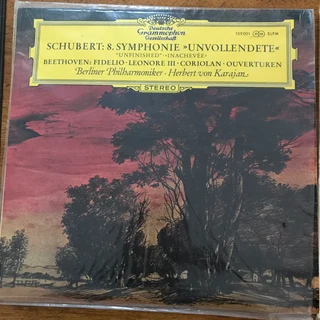 Deutsche
Grammophon
Gesellschaft
SCHUBERT: 8. SYMPHONIE »UNVOLLENDETE«
"UNFINISHED" · »INACHEVÉE«
BEETHOVEN: FIDELIO · LEONORE III · CORIOLAN · OUVERTUREN
Berliner Philharmoniker · Herbert von Karajan
STEREO